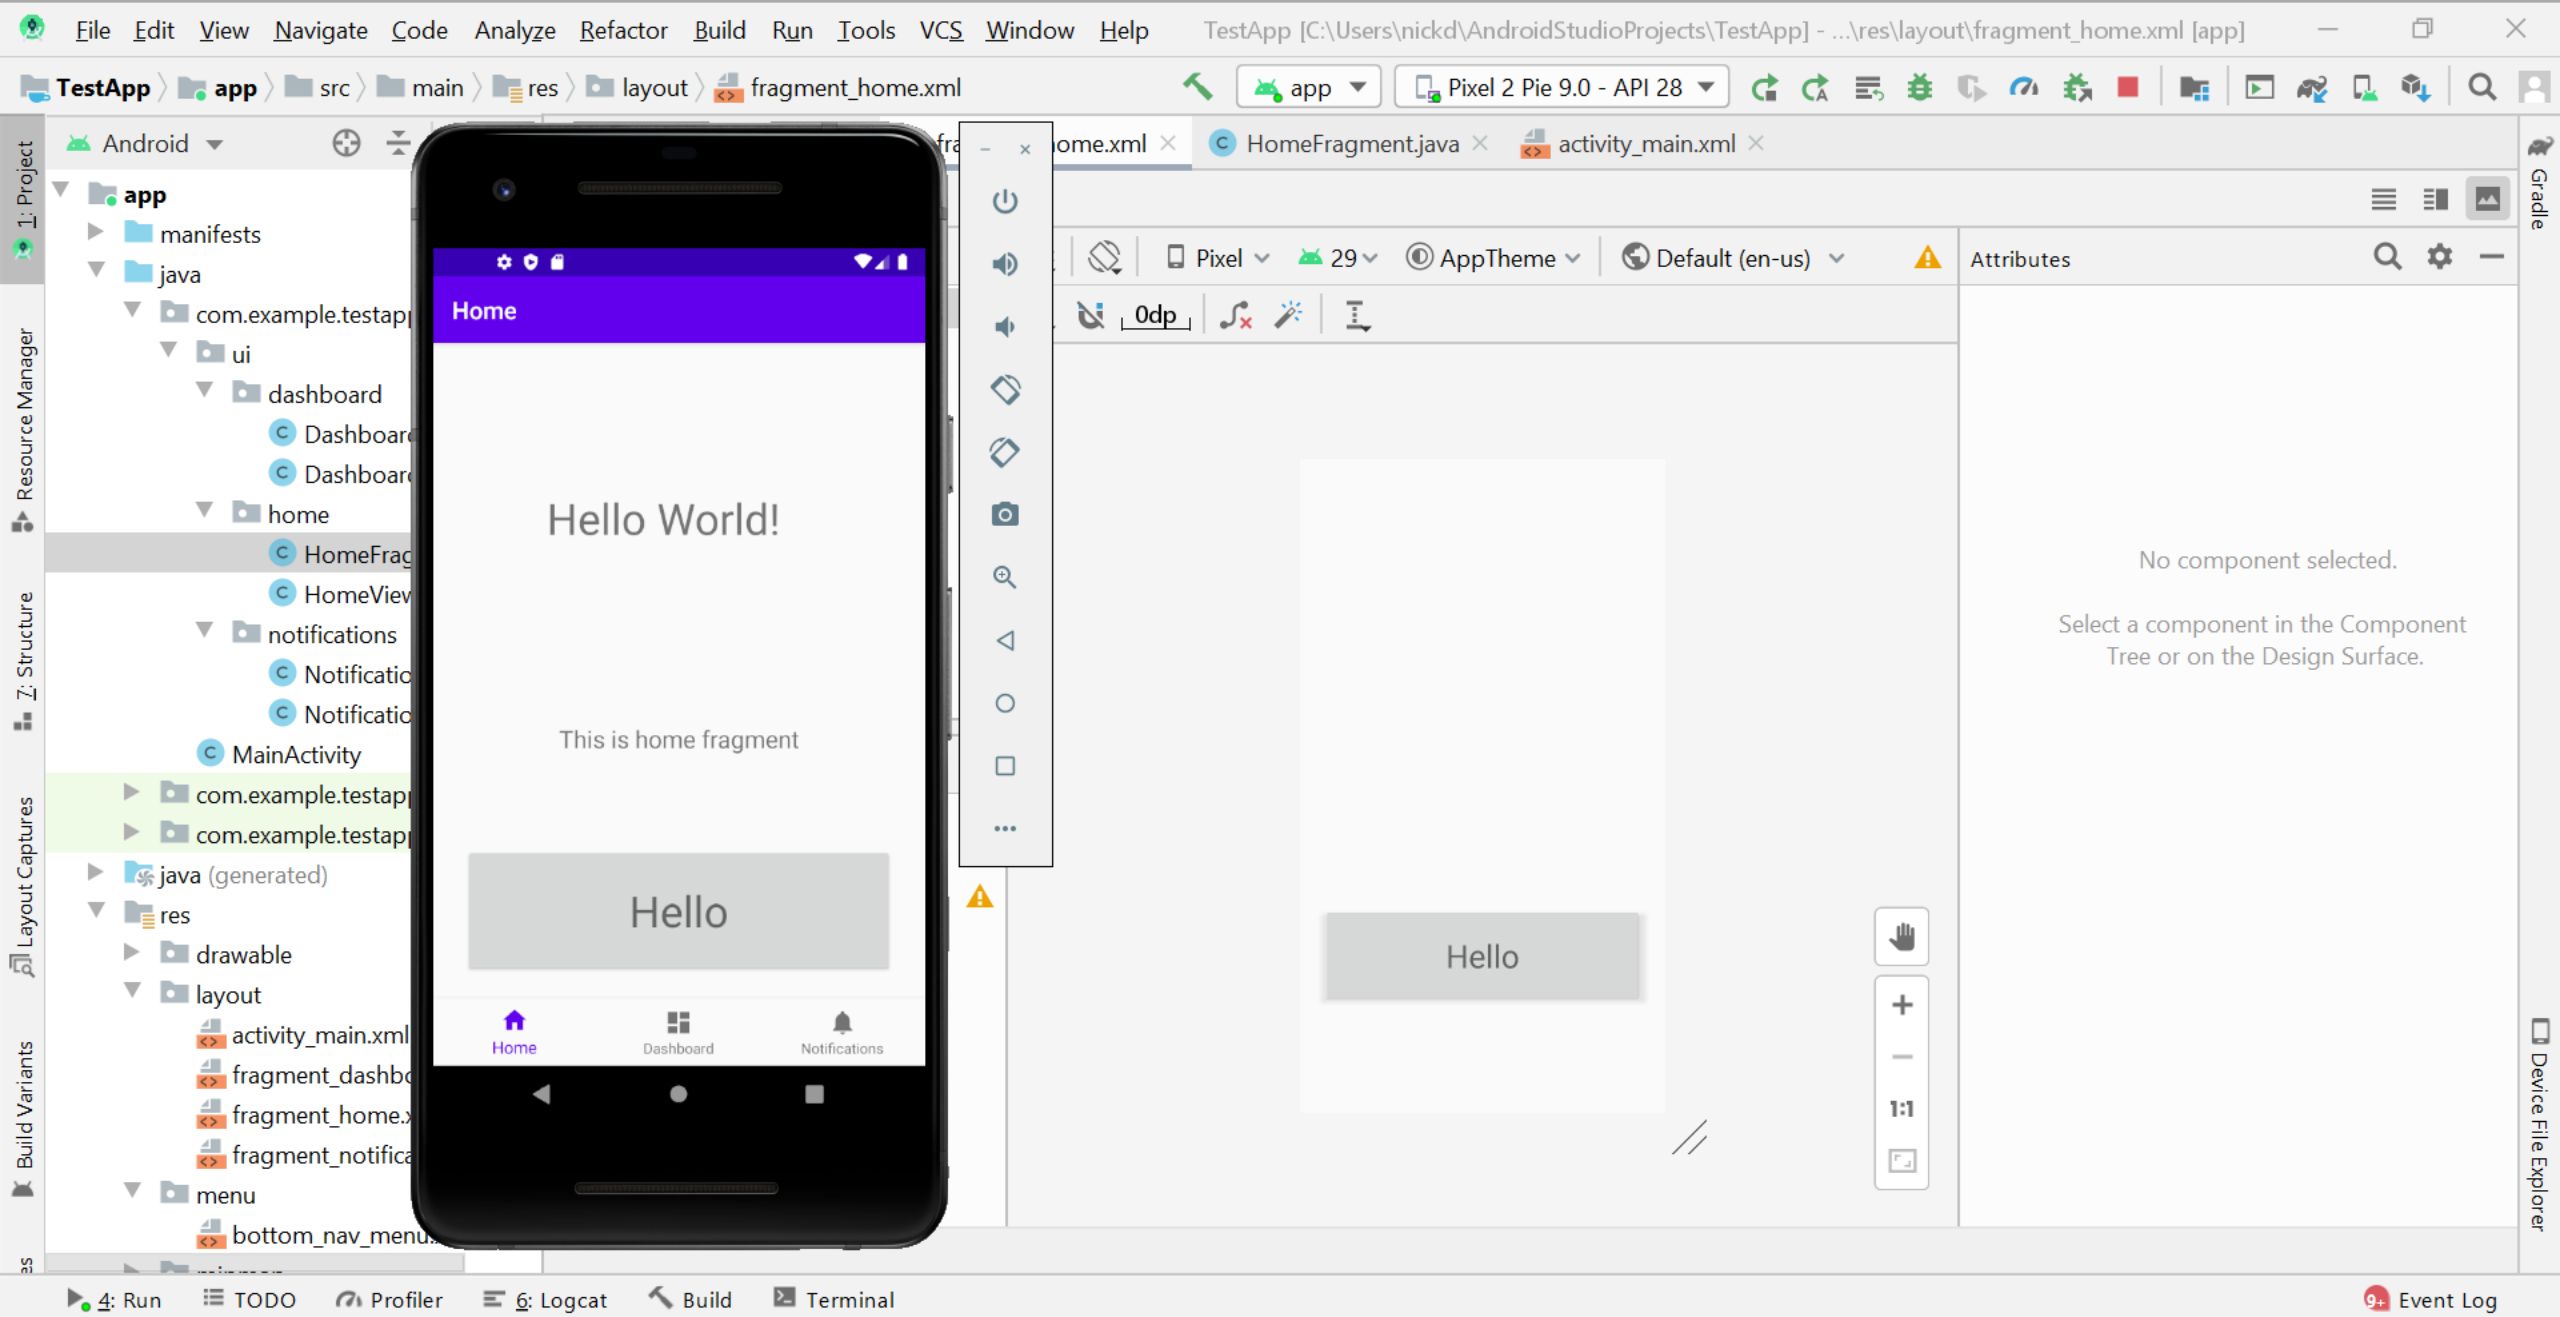 File Edit View Navigate Code Analyze Refactor Build Run Tools VCS Window Help TestApp [C:\Users\nickd\AndroidStudioProjects\TestApp] - ...\res\layout\fragment_home.xml [app]
TestApp app src main res layout fragment_home.xml app Pixel 2 Pie 9.0 - API 28
Android
fra ome.xml HomeFragment.java activity_main.xml
1: Project
Resource Manager
7: Structure
Layout Captures
Build Variants
app
manifests
java
com.example.testapp
ui
dashboard
Dashboar
Dashboar
home
HomeFrag
HomeView
notifications
Notificatio
Notificatio
MainActivity
com.example.testapp
com.example.testapp
java (generated)
res
drawable
layout
activity_main.xml
fragment_dashbo
fragment_home.x
fragment_notifica
menu
bottom_nav_menu.
Home
Hello World!
This is home fragment
Hello
Home Dashboard Notifications
Pixel 29 AppTheme Default (en-us)
0dp
Hello
1:1
Attributes
No component selected.
Select a component in the Component
Tree or on the Design Surface.
Gradle
Device File Explorer
4: Run TODO Profiler 6: Logcat Build Terminal 9+ Event Log